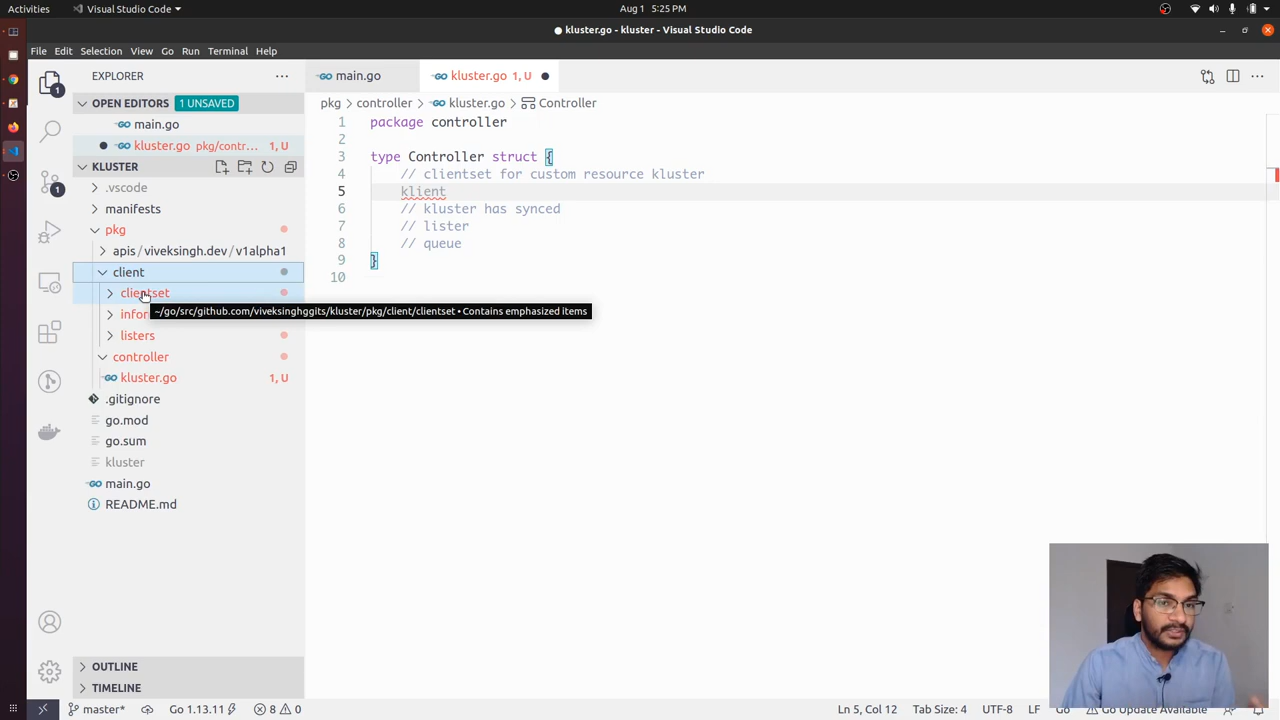 Activities
Visual Studio Code
Aug 1 5:25 PM
kluster.go - kluster - Visual Studio Code
File Edit Selection View Go Run Terminal Help
EXPLORER
main.go
kluster.go 1, U
OPEN EDITORS 1 UNSAVED
pkg > controller > kluster.go > Controller
main.go
kluster.go pkg/contr... 1, U
KLUSTER
.vscode
manifests
pkg
apis / viveksingh.dev / v1alpha1
client
clientset
infor
listers
controller
kluster.go 1, U
.gitignore
go.mod
go.sum
kluster
main.go
README.md
OUTLINE
TIMELINE
1 package controller
2
3 type Controller struct {
4 // clientset for custom resource kluster
5 klient
6 // kluster has synced
7 // lister
8 // queue
9 }
10
~/go/src/github.com/viveksinghggits/kluster/pkg/client/clientset • Contains emphasized items
1
1
master* Go 1.13.11 8 0
Ln 5, Col 12 Tab Size: 4 UTF-8 LF Go Go Update Available